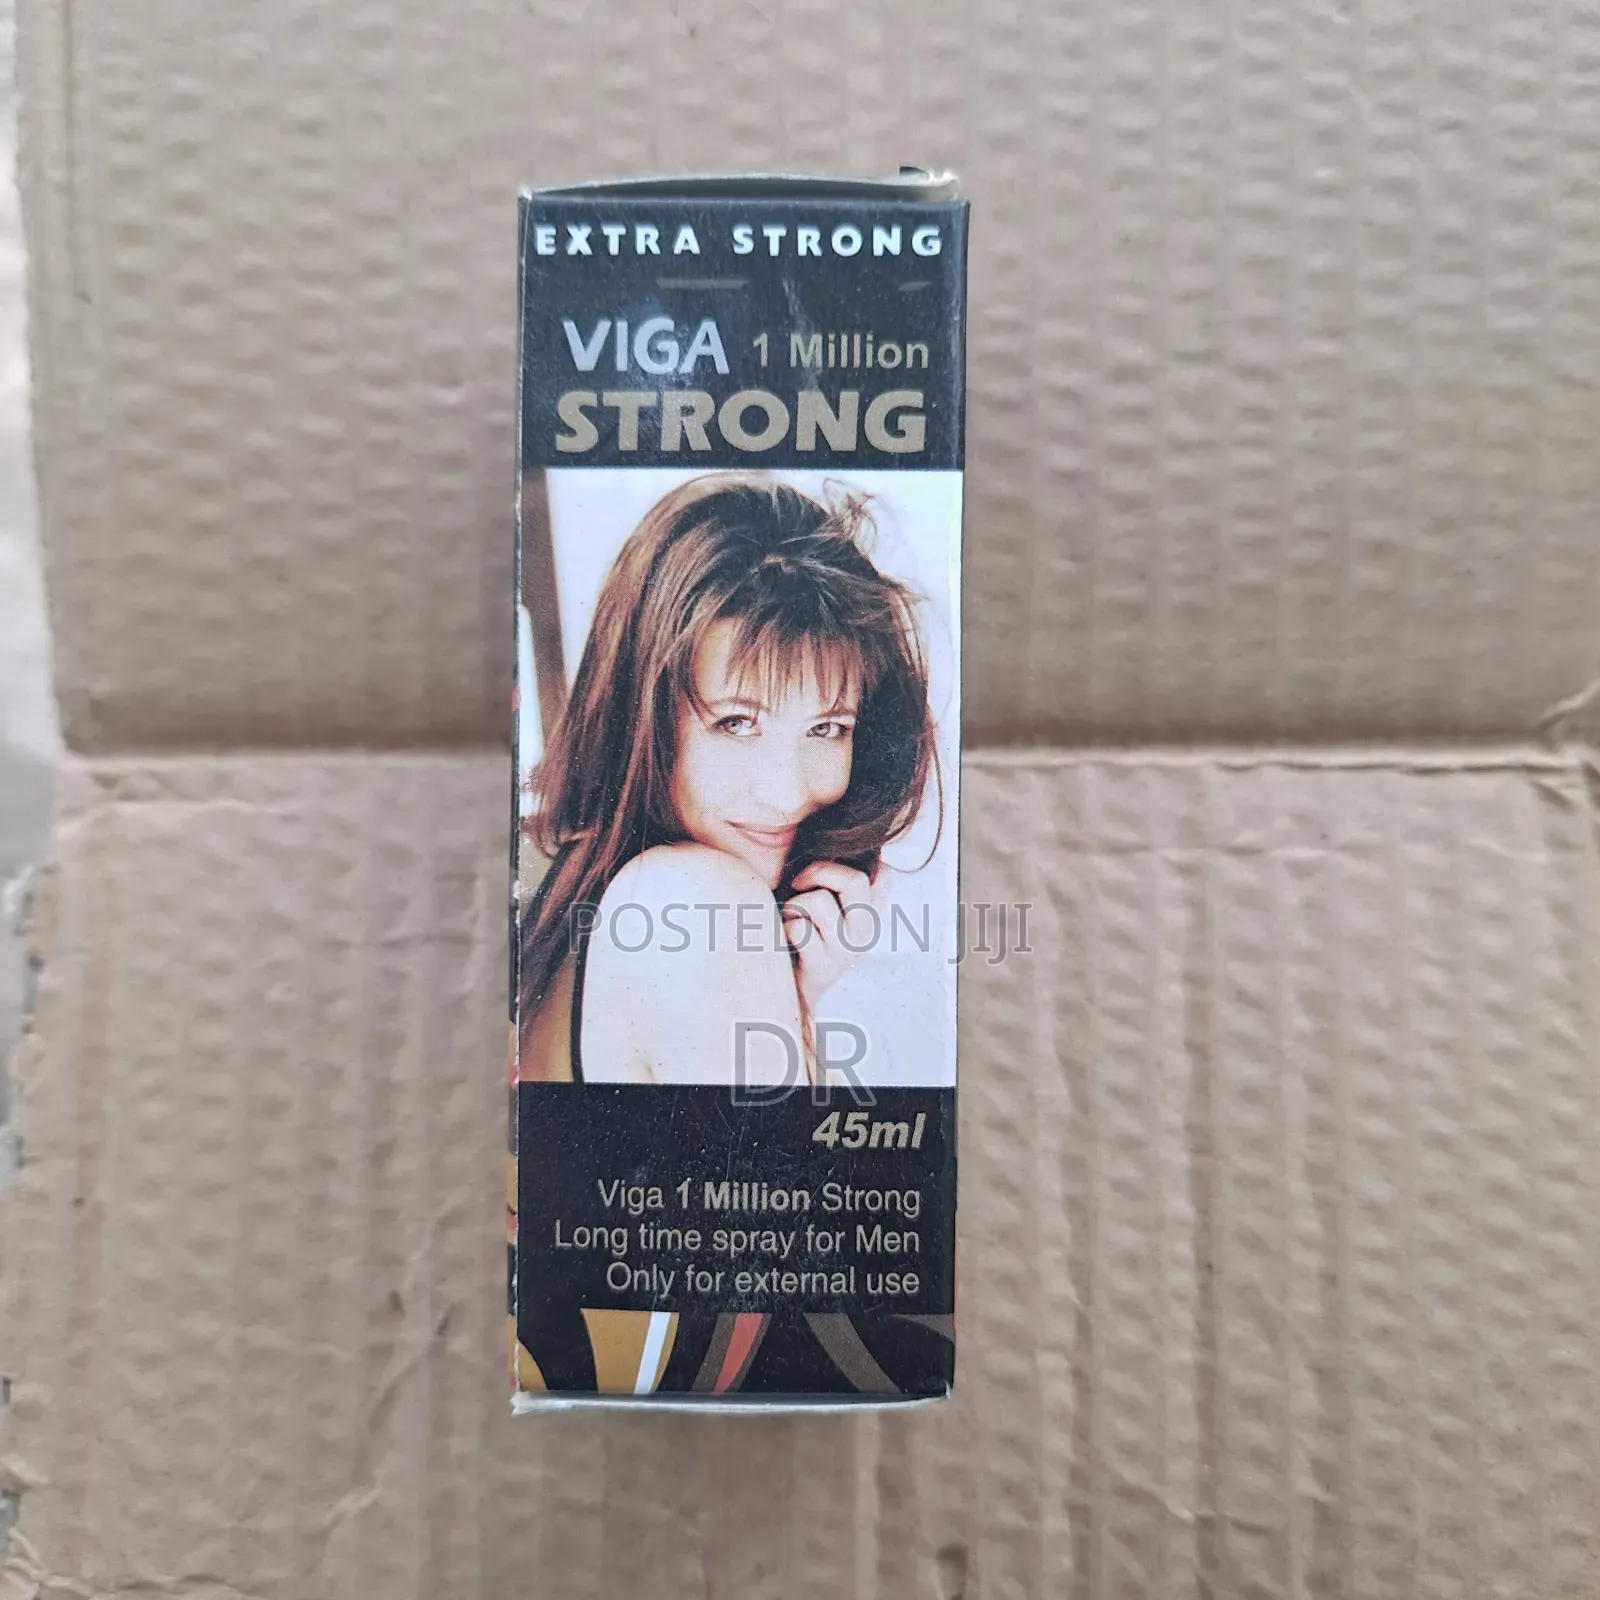 EXTRA STRONG
VIGA 1 Million
STRONG
POSTED ON JIJI
DR
45ml
Viga 1 Million Strong
Long time spray for Men
Only for external use